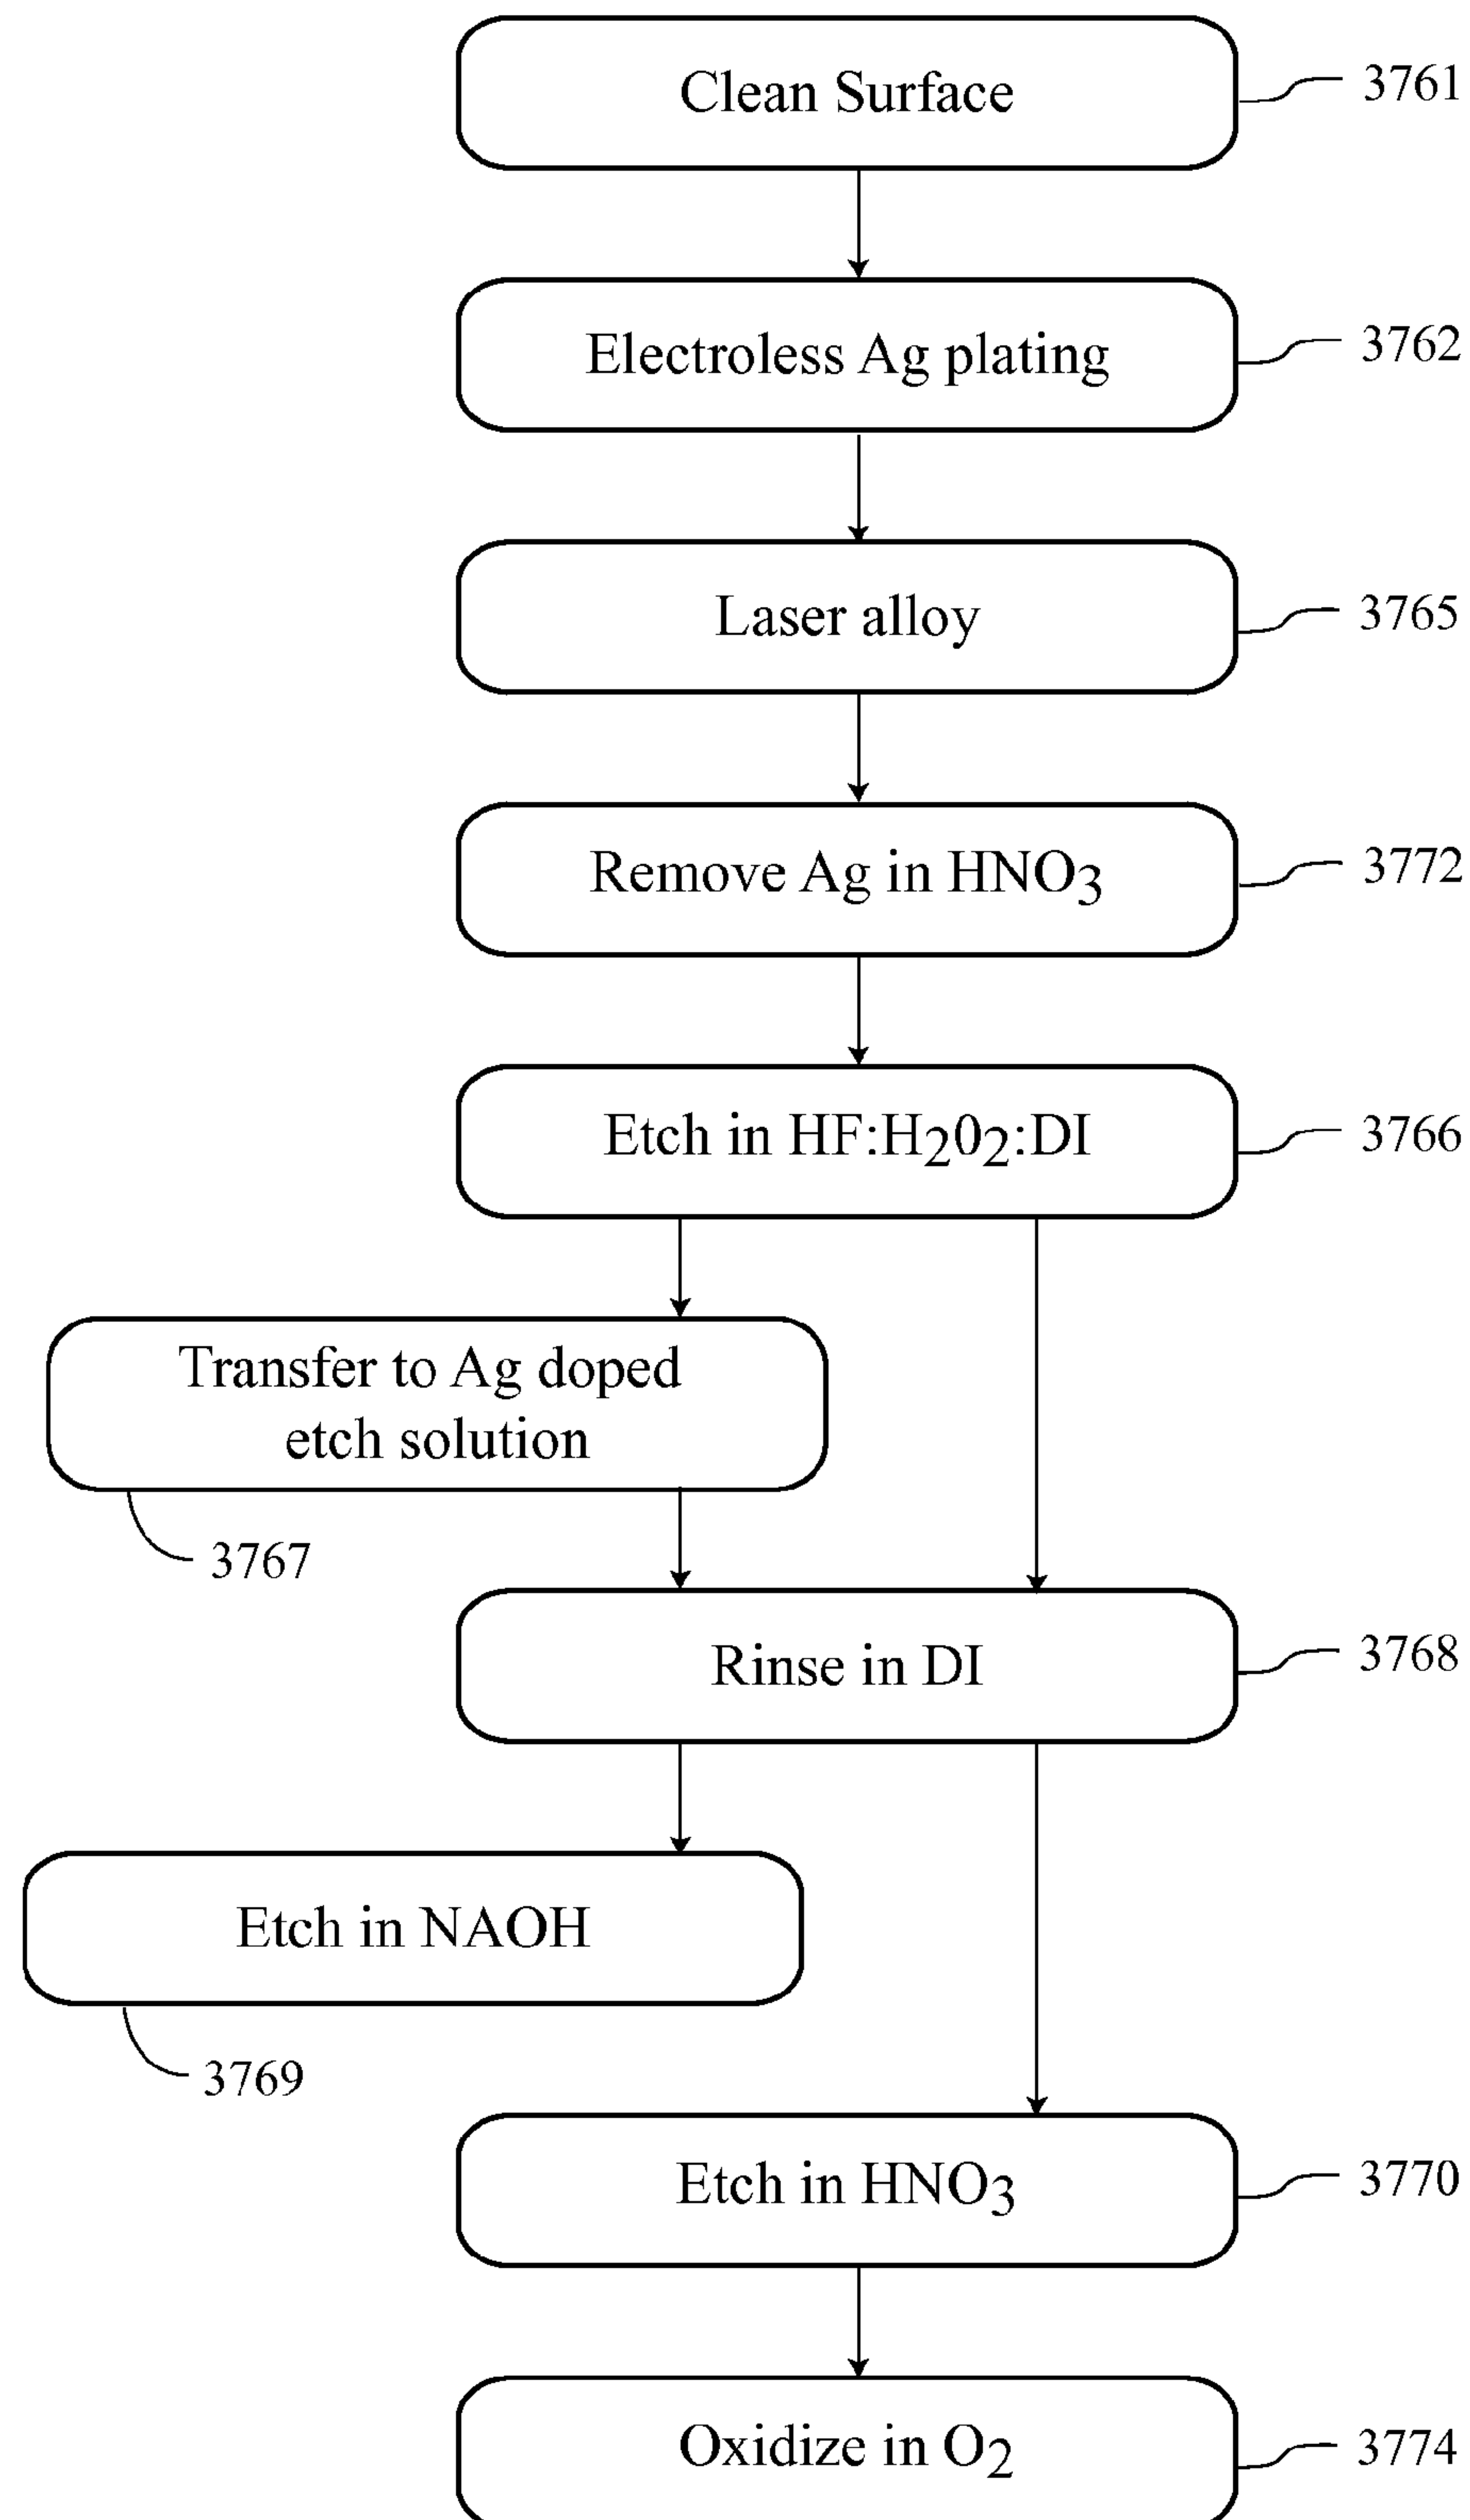 Clean Surface
3761
Electroless Ag plating
3762
Laser alloy
3765
Remove Ag in HNO3
3772
Etch in HF:H202:DI
3766
Transfer to Ag doped
etch solution
3767
Rinse in DI
3768
Etch in NAOH
3769
Etch in HNO3
3770
Oxidize in O2
3774